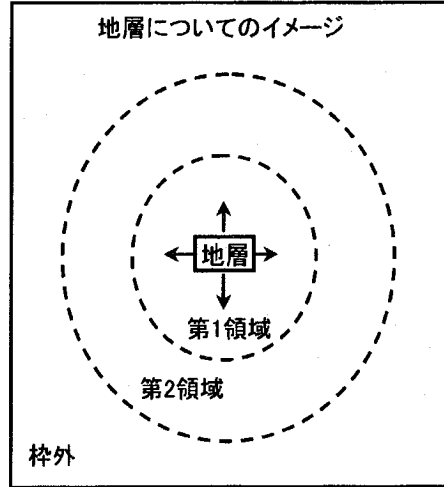 地層についてのイメージ
地層
第1領域
第2領域
枠外